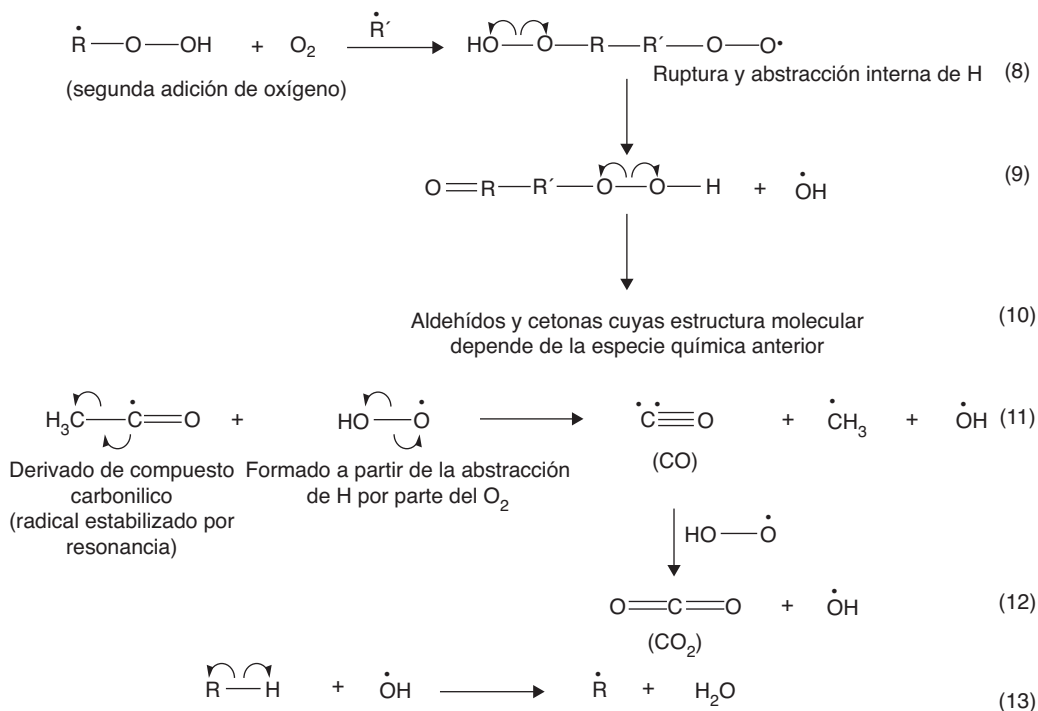 Ṙ—O—OH + O₂ Ṙ´ HO—O—R—R´—O—O•
(segunda adición de oxígeno)
Ruptura y abstracción interna de H (8)
O=R—R´—O—O—H + ȮH (9)
Aldehídos y cetonas cuyas estructura molecular (10)
depende de la especie química anterior
H₃C—Ċ=O + HO—Ȯ C̈≡O + ĊH₃ + ȮH (11)
(CO)
Derivado de compuesto
carbonilico
(radical estabilizado por
resonancia)
Formado a partir de la abstracción
de H por parte del O₂
HO—Ȯ
O=C=O + ȮH (12)
(CO₂)
R—H + ȮH Ṙ + H₂O (13)